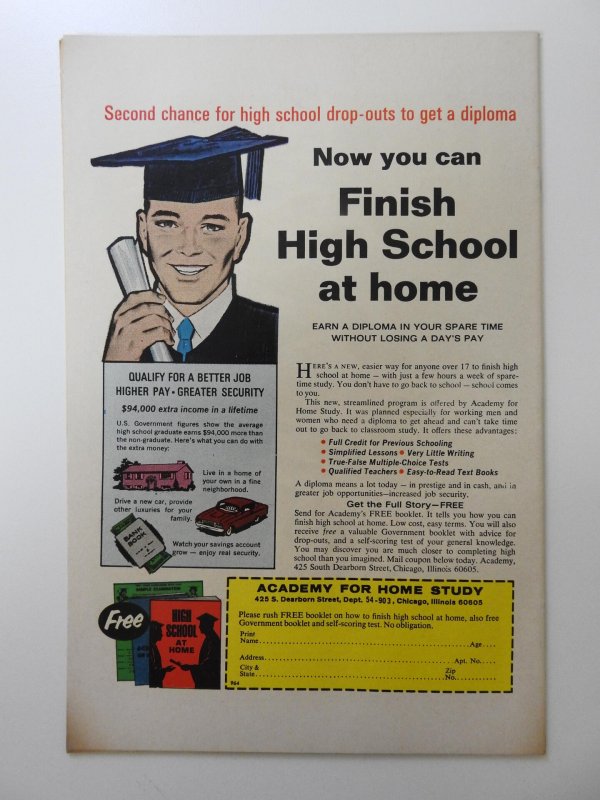 Second chance for high school drop-outs to get a diploma
Now you can
Finish
High School
at home
EARN A DIPLOMA IN YOUR SPARE TIME
WITHOUT LOSING A DAY'S PAY
QUALIFY FOR A BETTER JOB
HIGHER PAY • GREATER SECURITY
$94,000 extra income in a lifetime
U.S. Government figures show the average
high school graduate earns $94,000 more than
the non-graduate. Here's what you can do with
the extra money:
Live in a home of
your own in a fine
neighborhood.
Drive a new car, provide
other luxuries for your
family.
BANK
BOOK
Watch your savings account
grow — enjoy real security.
HERE'S A NEW, easier way for anyone over 17 to finish high
school at home — with just a few hours a week of spare-
time study. You don't have to go back to school — school comes
to you.
This new, streamlined program is offered by Academy for
Home Study. It was planned especially for working men and
women who need a diploma to get ahead and can't take time
out to go back to classroom study. It offers these advantages:
• Full Credit for Previous Schooling
• Simplified Lessons • Very Little Writing
• True-False Multiple-Choice Tests
• Qualified Teachers • Easy-to-Read Text Books
A diploma means a lot today — in prestige and in cash, and in
greater job opportunities—increased job security.
Get the Full Story—FREE
Send for Academy's FREE booklet. It tells you how you can
finish high school at home. Low cost, easy terms. You will also
receive free a valuable Government booklet with advice for
drop-outs, and a self-scoring test of your general knowledge.
You may discover you are much closer to completing high
school than you imagined. Mail coupon below today. Academy,
425 South Dearborn Street, Chicago, Illinois 60605.
Free
HIGH
SCHOOL
AT
HOME
ACADEMY FOR HOME STUDY
425 S. Dearborn Street, Dept. 54-903, Chicago, Illinois 60605
Please rush FREE booklet on how to finish high school at home, also free
Government booklet and self-scoring test. No obligation.
Print
Name Age
Address Apt. No.
City & Zip
State No.
964